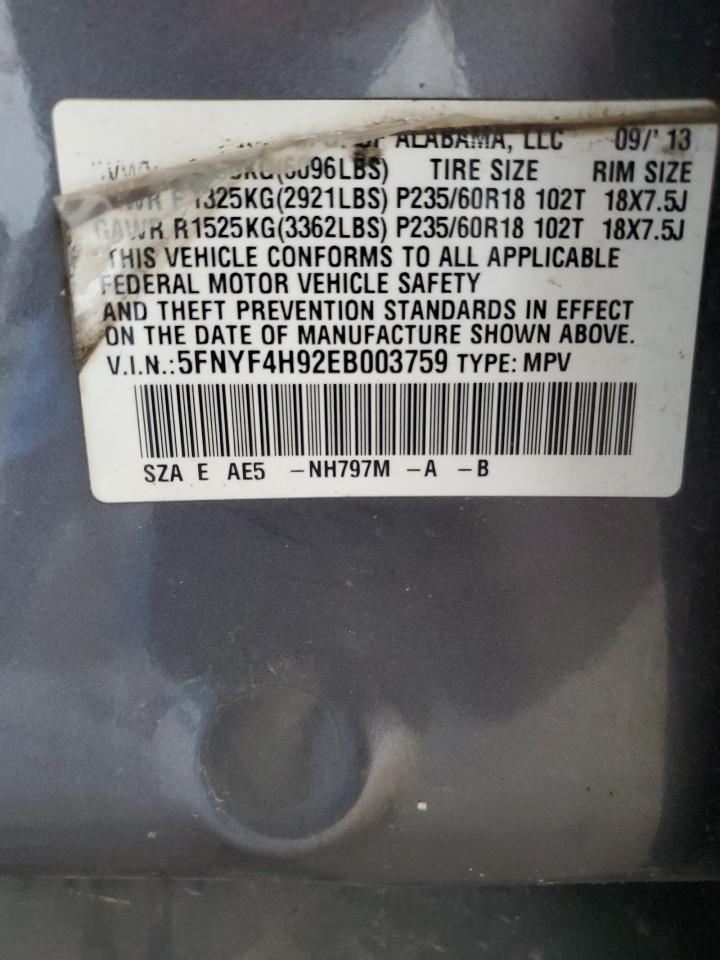 OF ALABAMA, LLC 09/'13
(6096LBS) TIRE SIZE RIM SIZE
GAWR F 1325KG(2921LBS) P235/60R18 102T 18X7.5J
GAWR R1525KG(3362LBS) P235/60R18 102T 18X7.5J
THIS VEHICLE CONFORMS TO ALL APPLICABLE
FEDERAL MOTOR VEHICLE SAFETY
AND THEFT PREVENTION STANDARDS IN EFFECT
ON THE DATE OF MANUFACTURE SHOWN ABOVE.
V.I.N.:5FNYF4H92EB003759 TYPE: MPV
SZA E AE5 -NH797M -A -B